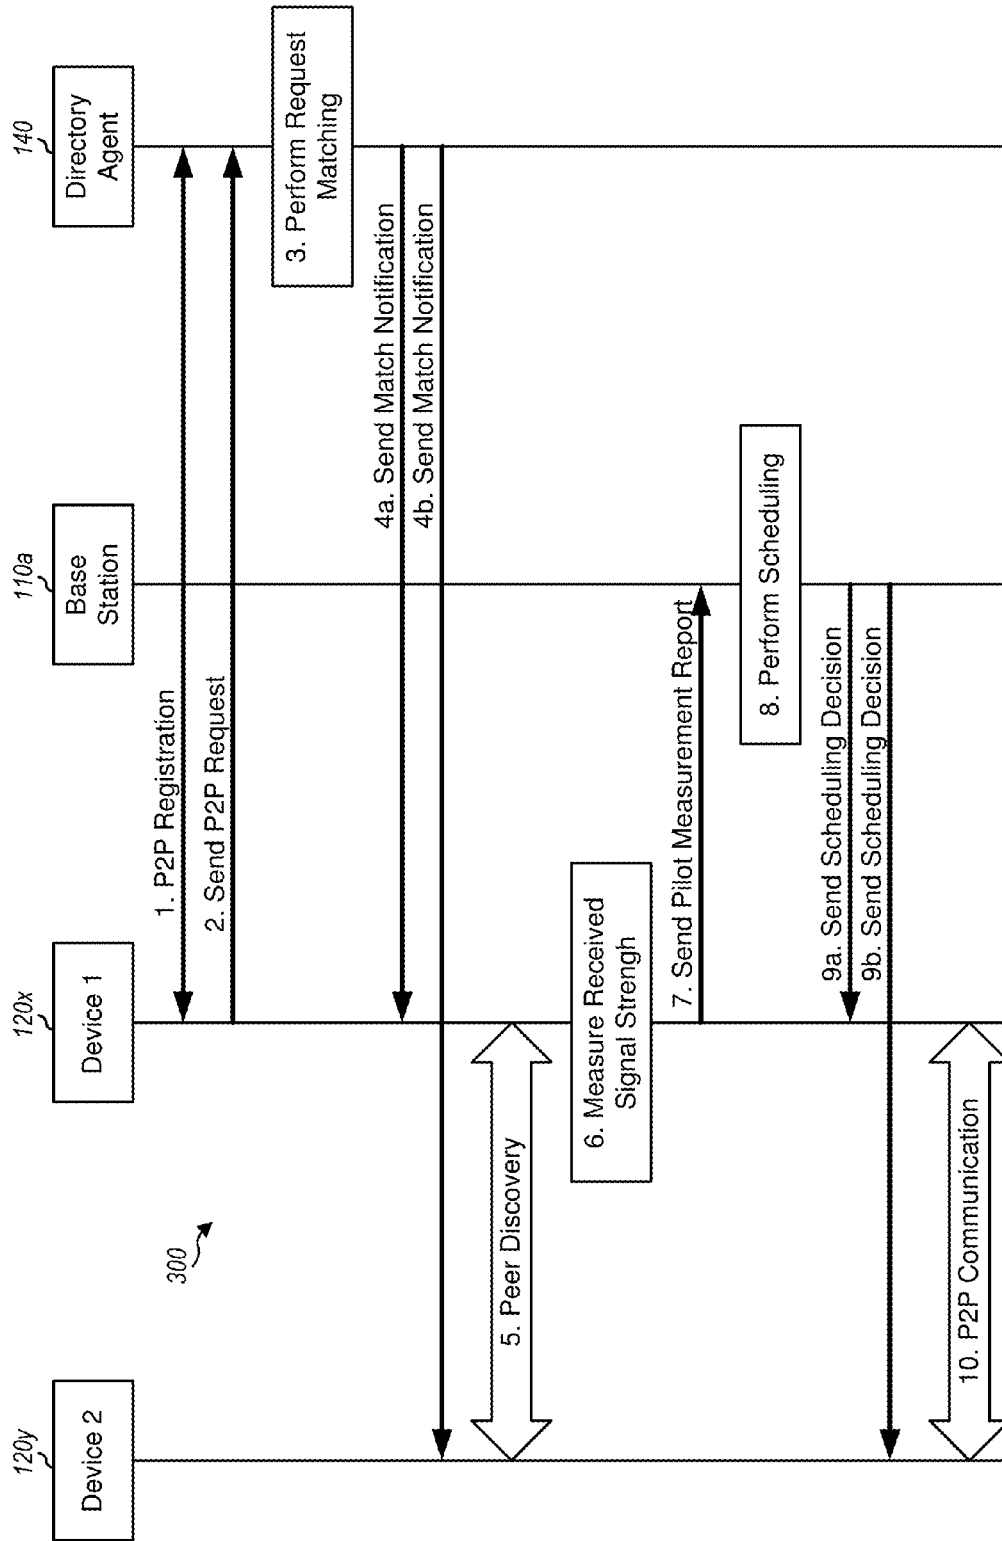 120y
120x
110a
140
Device 2
Device 1
Base
Station
Directory
Agent
300
1. P2P Registration
2. Send P2P Request
3. Perform Request
Matching
4a. Send Match Notification
4b. Send Match Notification
5. Peer Discovery
6. Measure Received
Signal Strengh
7. Send Pilot Measurement Report
8. Perform Scheduling
9a. Send Scheduling Decision
9b. Send Scheduling Decision
10. P2P Communication